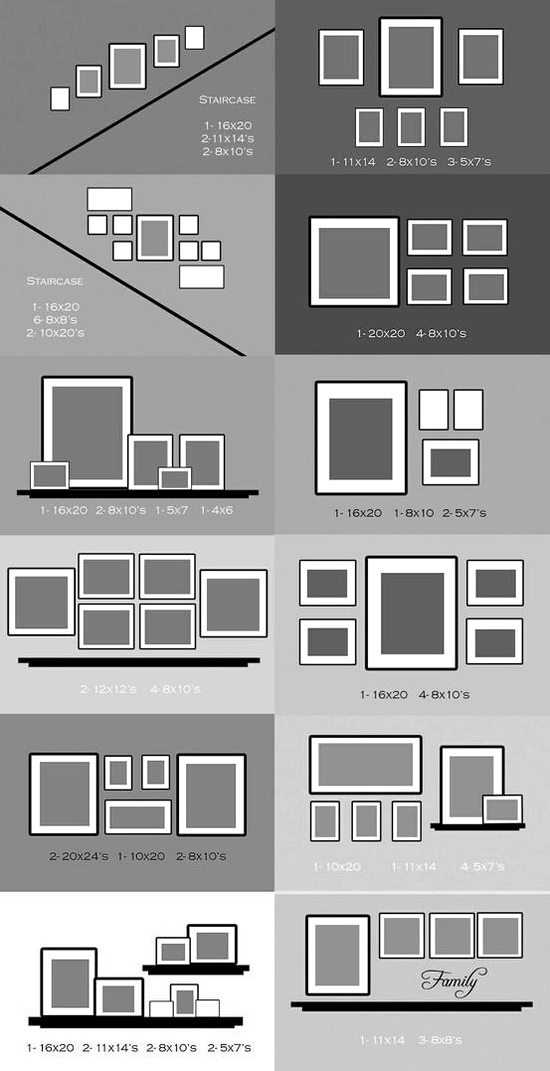 STAIRCASE
1- 16x20
2-11x14's
2- 8x10's
1- 11x14 2- 8x10's 3- 5x7's
STAIRCASE
1- 16x20
6- 8x8's
2- 10x20's
1- 20x20 4- 8x10's
1- 16x20 2- 8x10's 1- 5x7 1- 4x6
1- 16x20 1- 8x10 2- 5x7's
2- 12x12's 4- 8x10's
1- 16x20 4- 8x10's
2- 20x24's 1- 10x20 2- 8x10's
1- 10x20 1- 11x14 4- 5x7's
1- 16x20 2- 11x14's 2- 8x10's 2- 5x7's
Family
1- 11x14 3- 8x8's